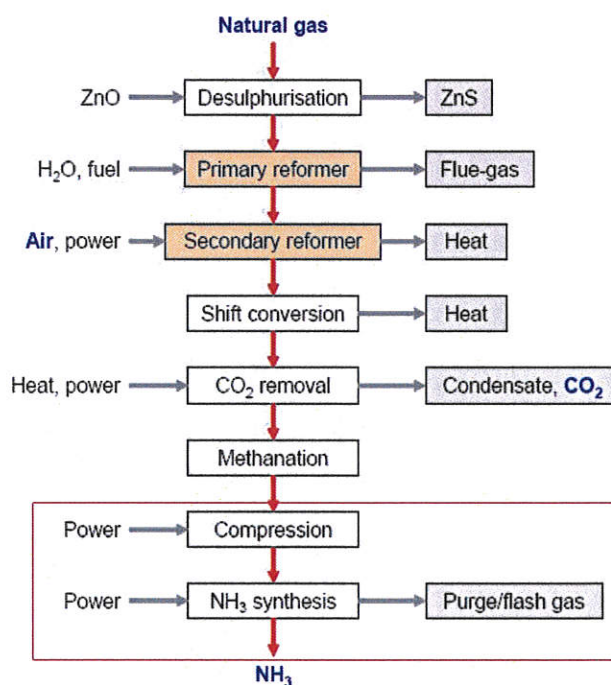 Natural gas
ZnO Desulphurisation ZnS
H₂O, fuel Primary reformer Flue-gas
Air, power Secondary reformer Heat
Shift conversion Heat
Heat, power CO₂ removal Condensate, CO₂
Methanation
Power Compression
Power NH₃ synthesis Purge/flash gas
NH₃